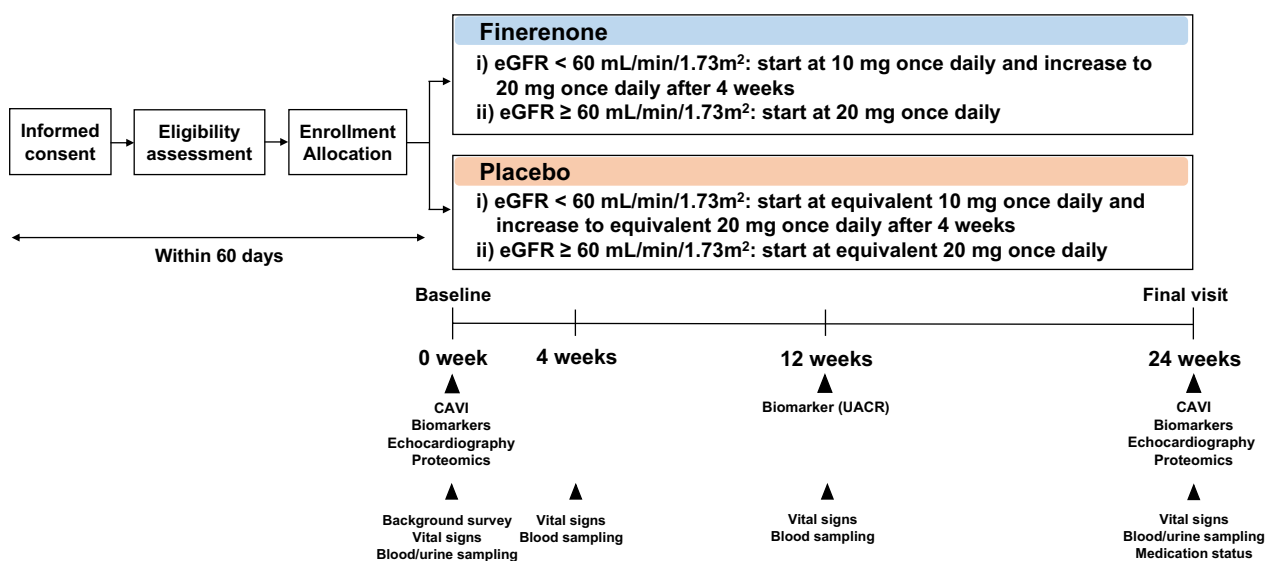 Finerenone
i) eGFR < 60 mL/min/1.73m²: start at 10 mg once daily and increase to
20 mg once daily after 4 weeks
ii) eGFR ≥ 60 mL/min/1.73m²: start at 20 mg once daily
Informed
consent
Eligibility
assessment
Enrollment
Allocation
Placebo
i) eGFR < 60 mL/min/1.73m²: start at equivalent 10 mg once daily and
increase to equivalent 20 mg once daily after 4 weeks
ii) eGFR ≥ 60 mL/min/1.73m²: start at equivalent 20 mg once daily
Within 60 days
Baseline
Final visit
0 week
4 weeks
12 weeks
24 weeks
CAVI
Biomarkers
Echocardiography
Proteomics
Biomarker (UACR)
CAVI
Biomarkers
Echocardiography
Proteomics
Background survey
Vital signs
Blood/urine sampling
Vital signs
Blood sampling
Vital signs
Blood sampling
Vital signs
Blood/urine sampling
Medication status